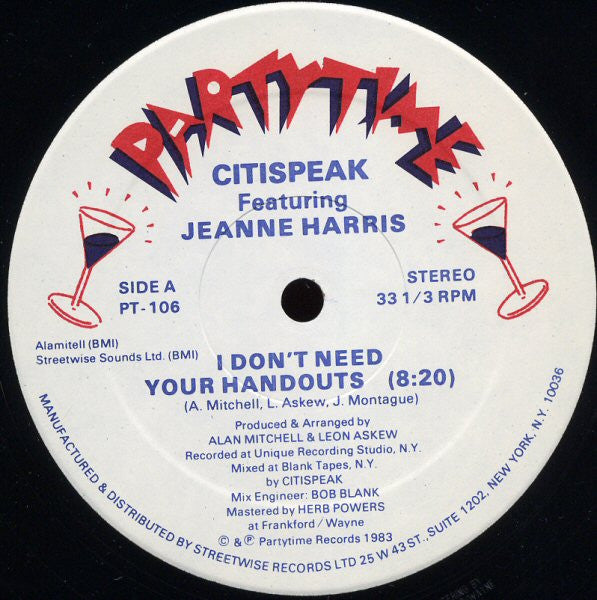 PARTYTIME
CITISPEAK
Featuring
JEANNE HARRIS
SIDE A
PT-106
STEREO
33 1/3 RPM
Alamitell (BMI)
Streetwise Sounds Ltd. (BMI)
I DON'T NEED
YOUR HANDOUTS (8:20)
(A. Mitchell, L. Askew, J. Montague)
Produced & Arranged by
ALAN MITCHELL & LEON ASKEW
Recorded at Unique Recording Studio, N.Y.
Mixed at Blank Tapes, N.Y.
by CITISPEAK
Mix Engineer: BOB BLANK
Mastered by HERB POWERS
at Frankford/Wayne
© & ℗ Partytime Records 1983
MANUFACTURED & DISTRIBUTED BY STREETWISE RECORDS LTD 25 W 43 ST., SUITE 1202, NEW YORK, N.Y. 10036